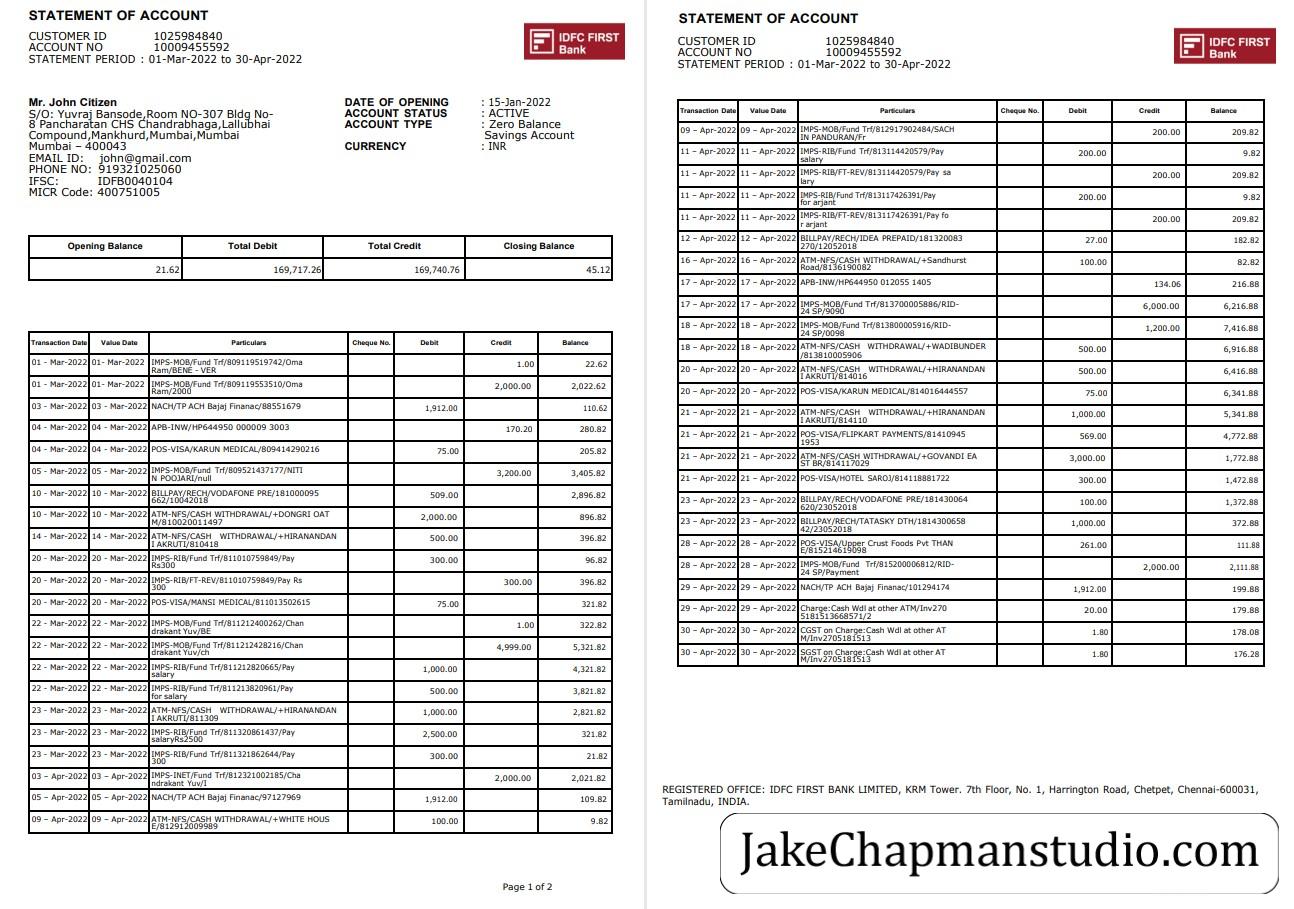 STATEMENT OF ACCOUNT
CUSTOMER ID 1025984840
ACCOUNT NO 10009455592
STATEMENT PERIOD : 01-Mar-2022 to 30-Apr-2022
IDFC FIRST
Bank
Mr. John Citizen
S/O: Yuvraj Bansode,Room NO-307 Bldg No-
8 Pancharatan CHS Chandrabhaga,Lallubhai
Compound,Mankhurd,Mumbai,Mumbai
Mumbai – 400043
EMAIL ID: john@gmail.com
PHONE NO: 919321025060
IFSC: IDFB0040104
MICR Code: 400751005
DATE OF OPENING : 15-Jan-2022
ACCOUNT STATUS : ACTIVE
ACCOUNT TYPE : Zero Balance
Savings Account
CURRENCY : INR
Opening Balance Total Debit Total Credit Closing Balance
21.62 169,717.26 169,740.76 45.12
Transaction Date Value Date Particulars Cheque No. Debit Credit Balance
01 - Mar-2022 01- Mar-2022 IMPS-MOB/Fund Trf/809119519742/Oma 1.00 22.62
Ram/BENE - VER
01 - Mar-2022 01- Mar-2022 IMPS-MOB/Fund Trf/809119553510/Oma 2,000.00 2,022.62
Ram/2000
03 - Mar-2022 03 - Mar-2022 NACH/TP ACH Bajaj Finanac/88551679 1,912.00 110.62
04 - Mar-2022 04 - Mar-2022 APB-INW/HP644950 000009 3003 170.20 280.82
04 - Mar-2022 04 - Mar-2022 POS-VISA/KARUN MEDICAL/809414290216 75.00 205.82
05 - Mar-2022 05 - Mar-2022 IMPS-MOB/Fund Trf/809521437177/NITI 3,200.00 3,405.82
N POOJARI/null
10 - Mar-2022 10 - Mar-2022 BILLPAY/RECH/VODAFONE PRE/181000095 509.00 2,896.82
662/10042018
10 - Mar-2022 10 - Mar-2022 ATM-NFS/CASH WITHDRAWAL/+DONGRI OAT 2,000.00 896.82
M/810020011497
14 - Mar-2022 14 - Mar-2022 ATM-NFS/CASH WITHDRAWAL/+HIRANANDAN 500.00 396.82
I AKRUTI/810418
20 - Mar-2022 20 - Mar-2022 IMPS-RIB/Fund Trf/811010759849/Pay 300.00 96.82
Rs300
20 - Mar-2022 20 - Mar-2022 IMPS-RIB/FT-REV/811010759849/Pay Rs 300.00 396.82
300
20 - Mar-2022 20 - Mar-2022 POS-VISA/MANSI MEDICAL/811013502615 75.00 321.82
22 - Mar-2022 22 - Mar-2022 IMPS-MOB/Fund Trf/811212400262/Chan 1.00 322.82
drakant Yuv/BE
22 - Mar-2022 22 - Mar-2022 IMPS-MOB/Fund Trf/811212428216/Chan 4,999.00 5,321.82
drakant Yuv/ch
22 - Mar-2022 22 - Mar-2022 IMPS-RIB/Fund Trf/811212820665/Pay 1,000.00 4,321.82
salary
22 - Mar-2022 22 - Mar-2022 IMPS-RIB/Fund Trf/811213820961/Pay 500.00 3,821.82
for salary
23 - Mar-2022 23 - Mar-2022 ATM-NFS/CASH WITHDRAWAL/+HIRANANDAN 1,000.00 2,821.82
I AKRUTI/811309
23 - Mar-2022 23 - Mar-2022 IMPS-RIB/Fund Trf/811320861437/Pay 2,500.00 321.82
salaryRs2500
23 - Mar-2022 23 - Mar-2022 IMPS-RIB/Fund Trf/811321862644/Pay 300.00 21.82
300
03 – Apr-2022 03 – Apr-2022 IMPS-INET/Fund Trf/812321002185/Cha 2,000.00 2,021.82
ndrakant Yuv/I
05 – Apr-2022 05 – Apr-2022 NACH/TP ACH Bajaj Finanac/97127969 1,912.00 109.82
09 – Apr-2022 09 – Apr-2022 ATM-NFS/CASH WITHDRAWAL/+WHITE HOUS 100.00 9.82
E/812912009989
Page 1 of 2
STATEMENT OF ACCOUNT
CUSTOMER ID 1025984840
ACCOUNT NO 10009455592
STATEMENT PERIOD : 01-Mar-2022 to 30-Apr-2022
IDFC FIRST
Bank
Transaction Date Value Date Particulars Cheque No. Debit Credit Balance
09 – Apr-2022 09 – Apr-2022 IMPS-MOB/Fund Trf/812917902484/SACH 200.00 209.82
IN PANDURAN/Fr
11 – Apr-2022 11 – Apr-2022 IMPS-RIB/Fund Trf/813114420579/Pay 200.00 9.82
salary
11 – Apr-2022 11 – Apr-2022 IMPS-RIB/FT-REV/813114420579/Pay sa 200.00 209.82
lary
11 – Apr-2022 11 – Apr-2022 IMPS-RIB/Fund Trf/813117426391/Pay 200.00 9.82
for arjant
11 – Apr-2022 11 – Apr-2022 IMPS-RIB/FT-REV/813117426391/Pay fo 200.00 209.82
r arjant
12 – Apr-2022 12 – Apr-2022 BILLPAY/RECH/IDEA PREPAID/181320083 27.00 182.82
270/12052018
16 – Apr-2022 16 – Apr-2022 ATM-NFS/CASH WITHDRAWAL/+Sandhurst 100.00 82.82
Road/8136190082
17 – Apr-2022 17 – Apr-2022 APB-INW/HP644950 012055 1405 134.06 216.88
17 – Apr-2022 17 – Apr-2022 IMPS-MOB/Fund Trf/813700005886/RID- 6,000.00 6,216.88
24 SP/9090
18 – Apr-2022 18 – Apr-2022 IMPS-MOB/Fund Trf/813800005916/RID- 1,200.00 7,416.88
24 SP/0098
18 – Apr-2022 18 – Apr-2022 ATM-NFS/CASH WITHDRAWAL/+WADIBUNDER 500.00 6,916.88
/813810005906
20 – Apr-2022 20 – Apr-2022 ATM-NFS/CASH WITHDRAWAL/+HIRANANDAN 500.00 6,416.88
I AKRUTI/814016
20 – Apr-2022 20 – Apr-2022 POS-VISA/KARUN MEDICAL/814016444557 75.00 6,341.88
21 – Apr-2022 21 – Apr-2022 ATM-NFS/CASH WITHDRAWAL/+HIRANANDAN 1,000.00 5,341.88
I AKRUTI/814110
21 – Apr-2022 21 – Apr-2022 POS-VISA/FLIPKART PAYMENTS/81410945 569.00 4,772.88
1953
21 – Apr-2022 21 – Apr-2022 ATM-NFS/CASH WITHDRAWAL/+GOVANDI EA 3,000.00 1,772.88
ST BR/814117029
21 – Apr-2022 21 – Apr-2022 POS-VISA/HOTEL SAROJ/814118881722 300.00 1,472.88
23 – Apr-2022 23 – Apr-2022 BILLPAY/RECH/VODAFONE PRE/181430064 100.00 1,372.88
620/23052018
23 – Apr-2022 23 – Apr-2022 BILLPAY/RECH/TATASKY DTH/1814300658 1,000.00 372.88
42/23052018
28 – Apr-2022 28 – Apr-2022 POS-VISA/Upper Crust Foods Pvt THAN 261.00 111.88
E/815214619098
28 – Apr-2022 28 – Apr-2022 IMPS-MOB/Fund Trf/815200006812/RID- 2,000.00 2,111.88
24 SP/Payment
29 – Apr-2022 29 – Apr-2022 NACH/TP ACH Bajaj Finanac/101294174 1,912.00 199.88
29 – Apr-2022 29 – Apr-2022 Charge:Cash Wdl at other ATM/Inv270 20.00 179.88
5181513668571/2
30 – Apr-2022 30 – Apr-2022 CGST on Charge:Cash Wdl at other AT 1.80 178.08
M/Inv2705181513
30 – Apr-2022 30 – Apr-2022 SGST on Charge:Cash Wdl at other AT 1.80 176.28
M/Inv2705181513
REGISTERED OFFICE: IDFC FIRST BANK LIMITED, KRM Tower. 7th Floor, No. 1, Harrington Road, Chetpet, Chennai-600031,
Tamilnadu, INDIA.
JakeChapmanstudio.com